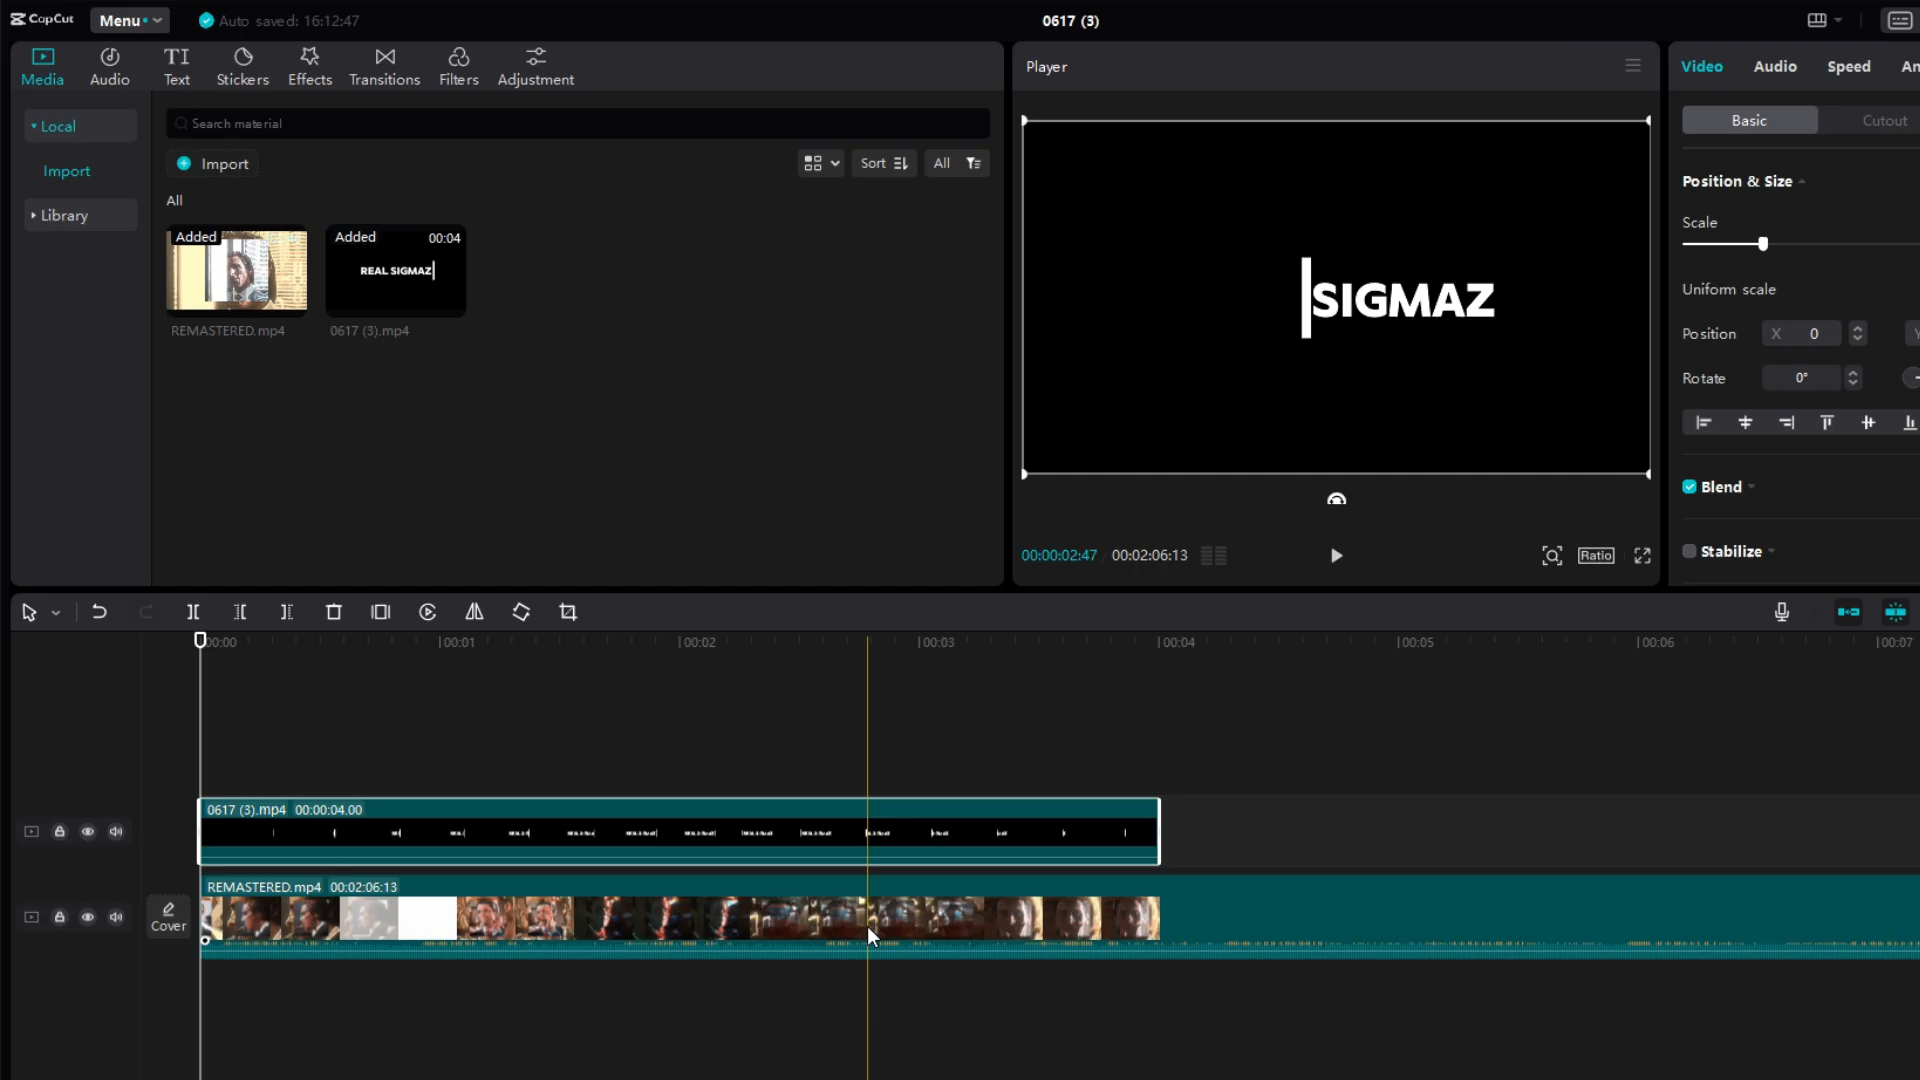 CapCut Menu Auto saved: 16:12:47 0617 (3)
Media Audio Text Stickers Effects Transitions Filters Adjustment
Local
Import
Library
Search material
Import
Sort All
All
Added
REMASTERED.mp4
Added 00:04
REAL SIGMAZ
0617 (3).mp4
Player
SIGMAZ
00:00:02:47 00:02:06:13 Ratio
Video Audio Speed An
Basic Cutout
Position & Size
Scale
Uniform scale
Position X 0 Y
Rotate 0°
Blend
Stabilize
00:00 00:01 00:02 00:03 00:04 00:05 00:06 00:07
0617 (3).mp4 00:00:04.00
Cover
REMASTERED.mp4 00:02:06:13